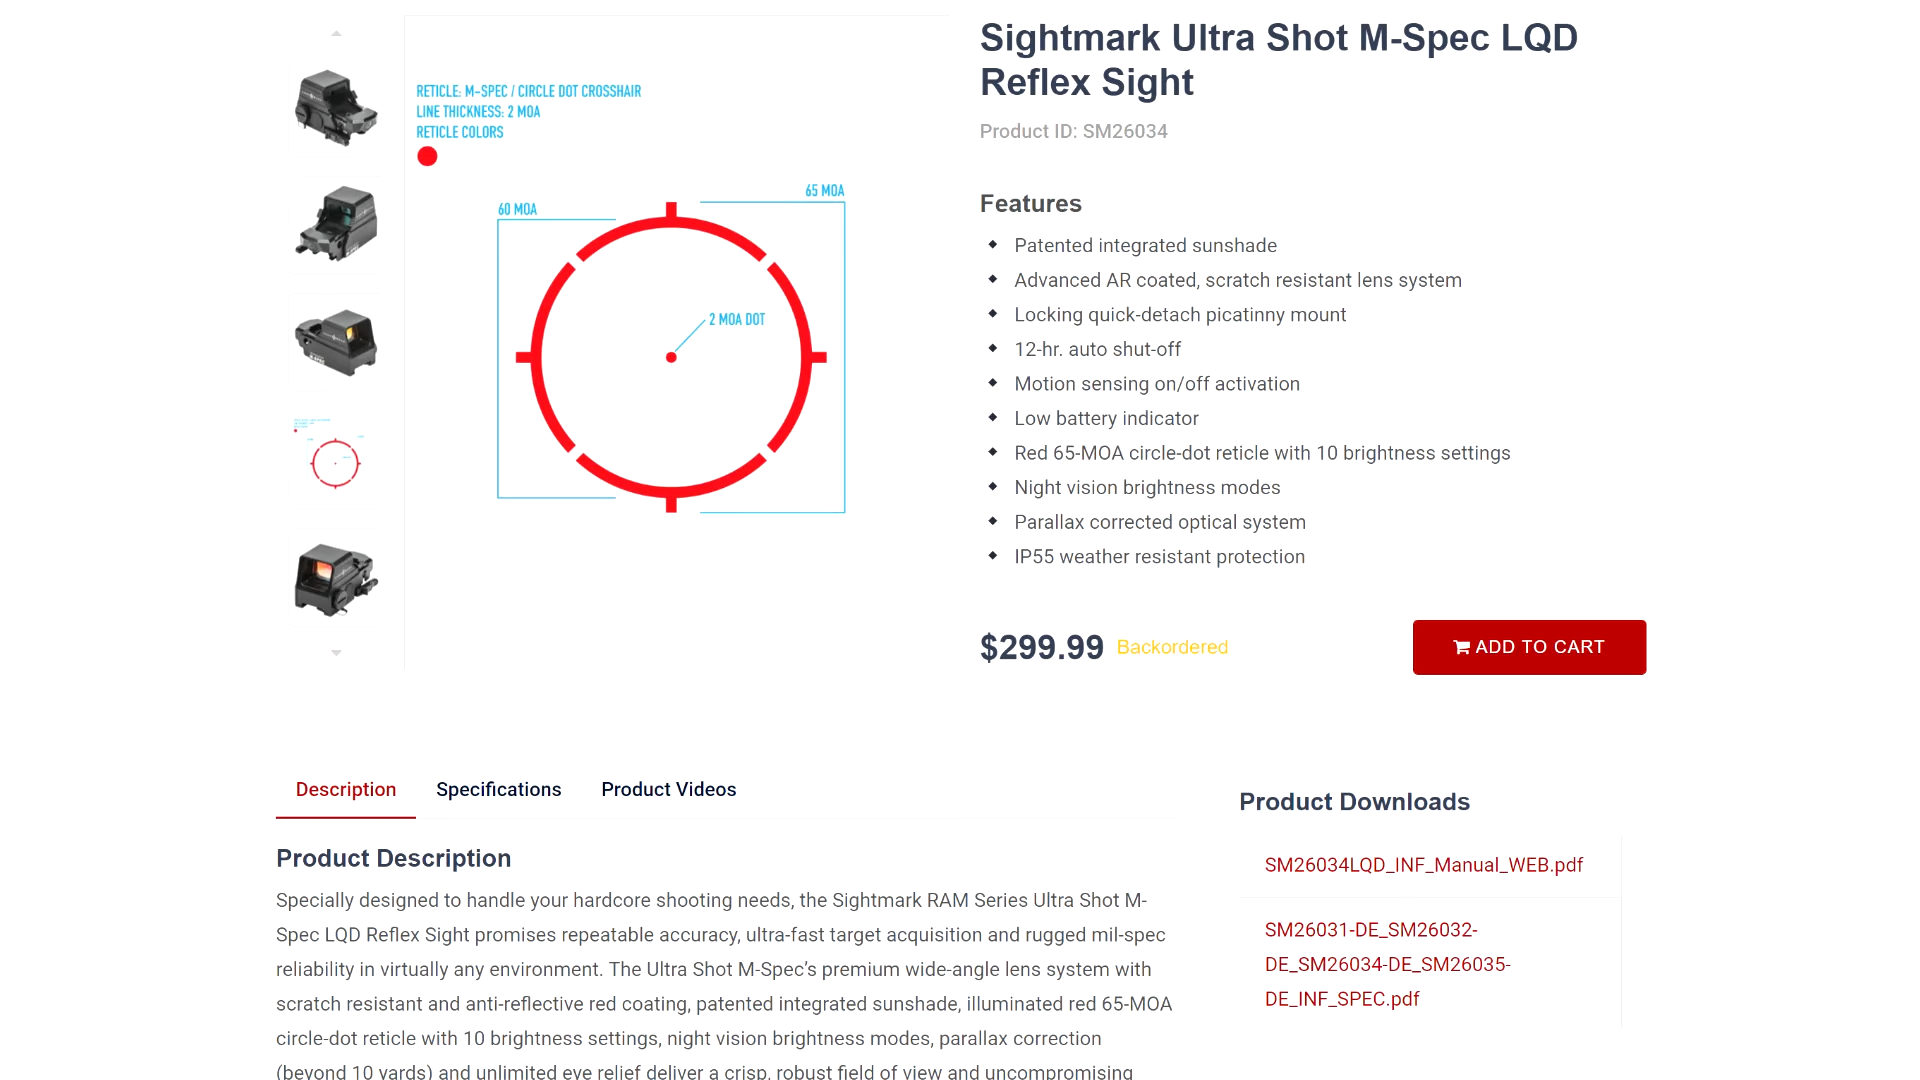 Sightmark Ultra Shot M-Spec LQD
Reflex Sight
Product ID: SM26034
RETICLE: M-SPEC / CIRCLE DOT CROSSHAIR
LINE THICKNESS: 2 MOA
RETICLE COLORS
60 MOA
65 MOA
2 MOA DOT
Features
Patented integrated sunshade
Advanced AR coated, scratch resistant lens system
Locking quick-detach picatinny mount
12-hr. auto shut-off
Motion sensing on/off activation
Low battery indicator
Red 65-MOA circle-dot reticle with 10 brightness settings
Night vision brightness modes
Parallax corrected optical system
IP55 weather resistant protection
$299.99 Backordered
ADD TO CART
Description Specifications Product Videos
Product Description
Specially designed to handle your hardcore shooting needs, the Sightmark RAM Series Ultra Shot M-
Spec LQD Reflex Sight promises repeatable accuracy, ultra-fast target acquisition and rugged mil-spec
reliability in virtually any environment. The Ultra Shot M-Spec’s premium wide-angle lens system with
scratch resistant and anti-reflective red coating, patented integrated sunshade, illuminated red 65-MOA
circle-dot reticle with 10 brightness settings, night vision brightness modes, parallax correction
(beyond 10 yards) and unlimited eye relief deliver a crisp, robust field of view and uncompromising
Product Downloads
SM26034LQD_INF_Manual_WEB.pdf
SM26031-DE_SM26032-
DE_SM26034-DE_SM26035-
DE_INF_SPEC.pdf